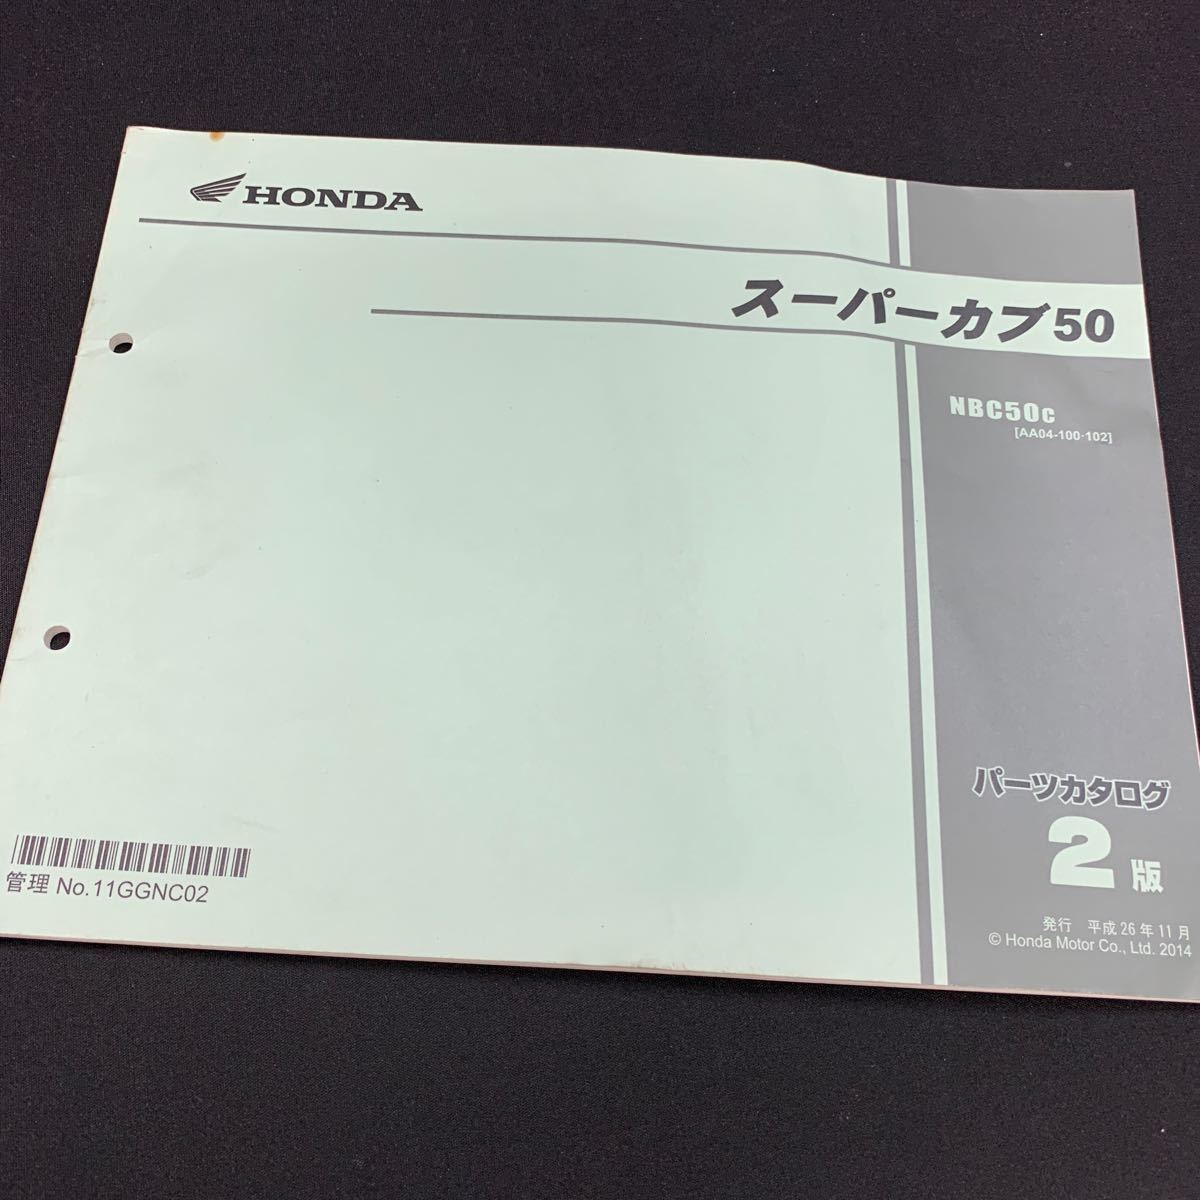 HONDA
スーパーカブ50
NBC50C
[AA04-100・102]
パーツカタログ
2版
管理 No.11GGNC02
発行 平成26年11月
© Honda Motor Co., Ltd. 2014